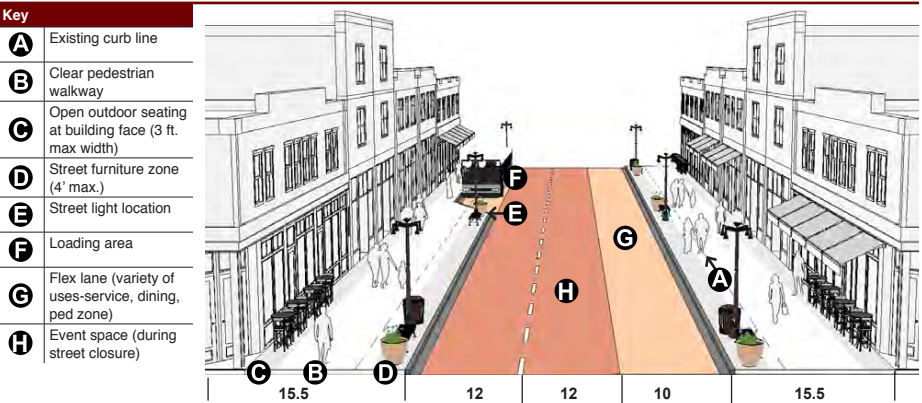 Key
A Existing curb line
B Clear pedestrian
walkway
C Open outdoor seating
at building face (3 ft.
max width)
D Street furniture zone
(4' max.)
E Street light location
F Loading area
G Flex lane (variety of
uses-service, dining,
ped zone)
H Event space (during
street closure)
F
E
G
A
H
C B D
15.5 12 12 10 15.5